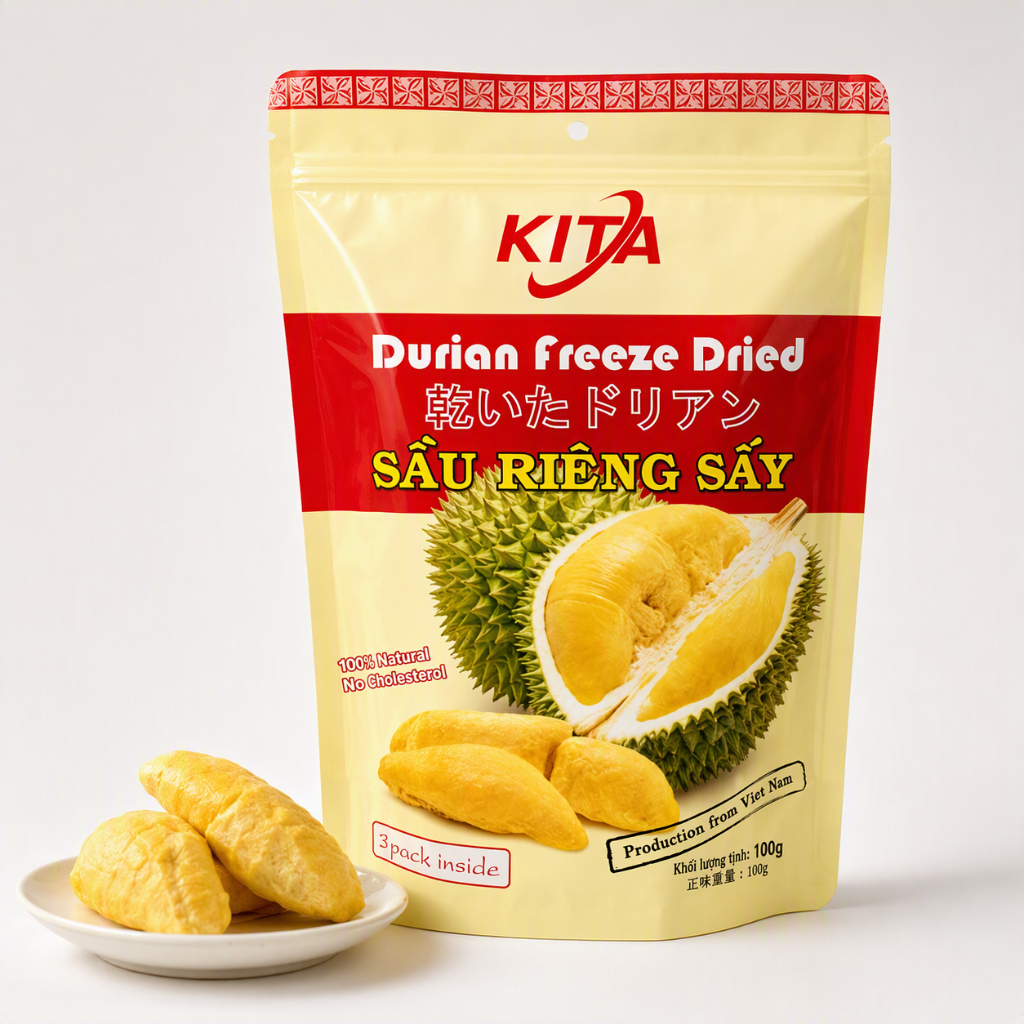 KITA
Durian Freeze Dried
乾いたドリアン
SẦU RIÊNG SẤY
100% Natural
No Cholesterol
3pack inside
Production from Viet Nam
Khối lượng tịnh: 100g
正味重量：100g